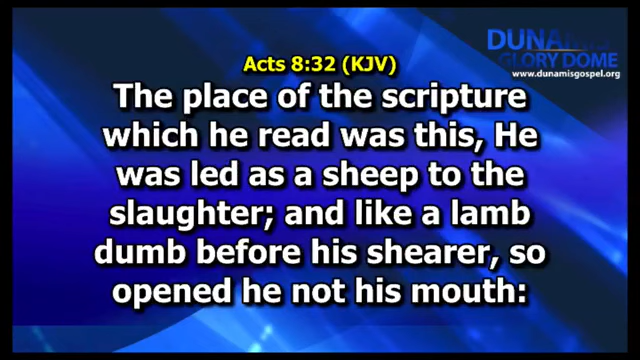 DUNAMIS
GLORY DOME
www.dunamisgospel.org
Acts 8:32 (KJV)
The place of the scripture
which he read was this, He
was led as a sheep to the
slaughter; and like a lamb
dumb before his shearer, so
opened he not his mouth: